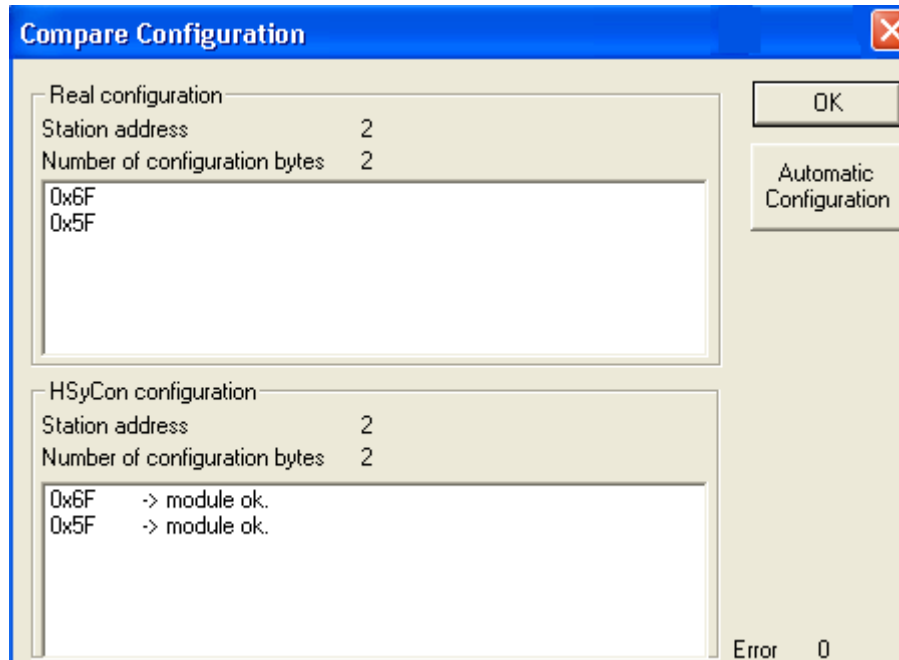 Compare Configuration
Real configuration
Station address 2
Number of configuration bytes 2
0x6F
0x5F
OK
Automatic
Configuration
HSyCon configuration
Station address 2
Number of configuration bytes 2
0x6F -> module ok.
0x5F -> module ok.
Error 0